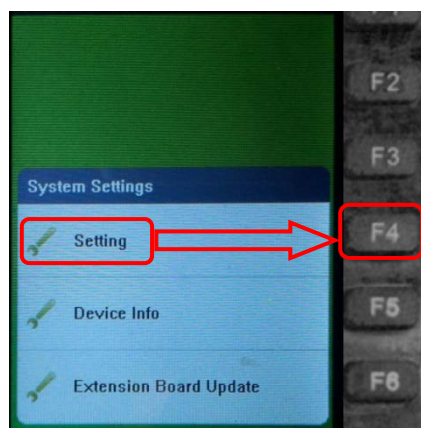 F2
F3
System Settings
Setting
F4
Device Info
F5
Extension Board Update
F6